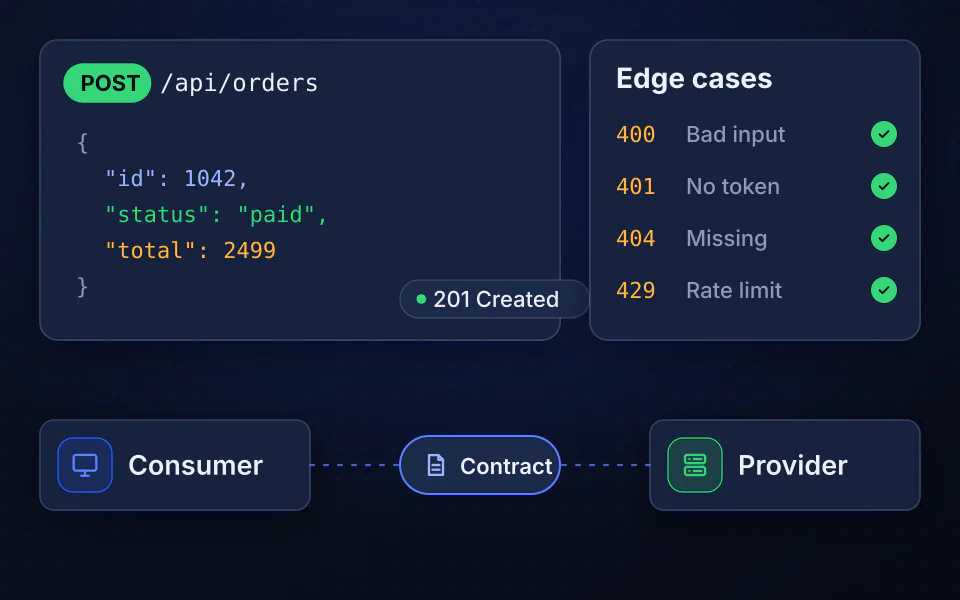 POST /api/orders
{
"id": 1042,
"status": "paid",
"total": 2499
}
201 Created
Edge cases
400 Bad input
401 No token
404 Missing
429 Rate limit
Consumer
Contract
Provider